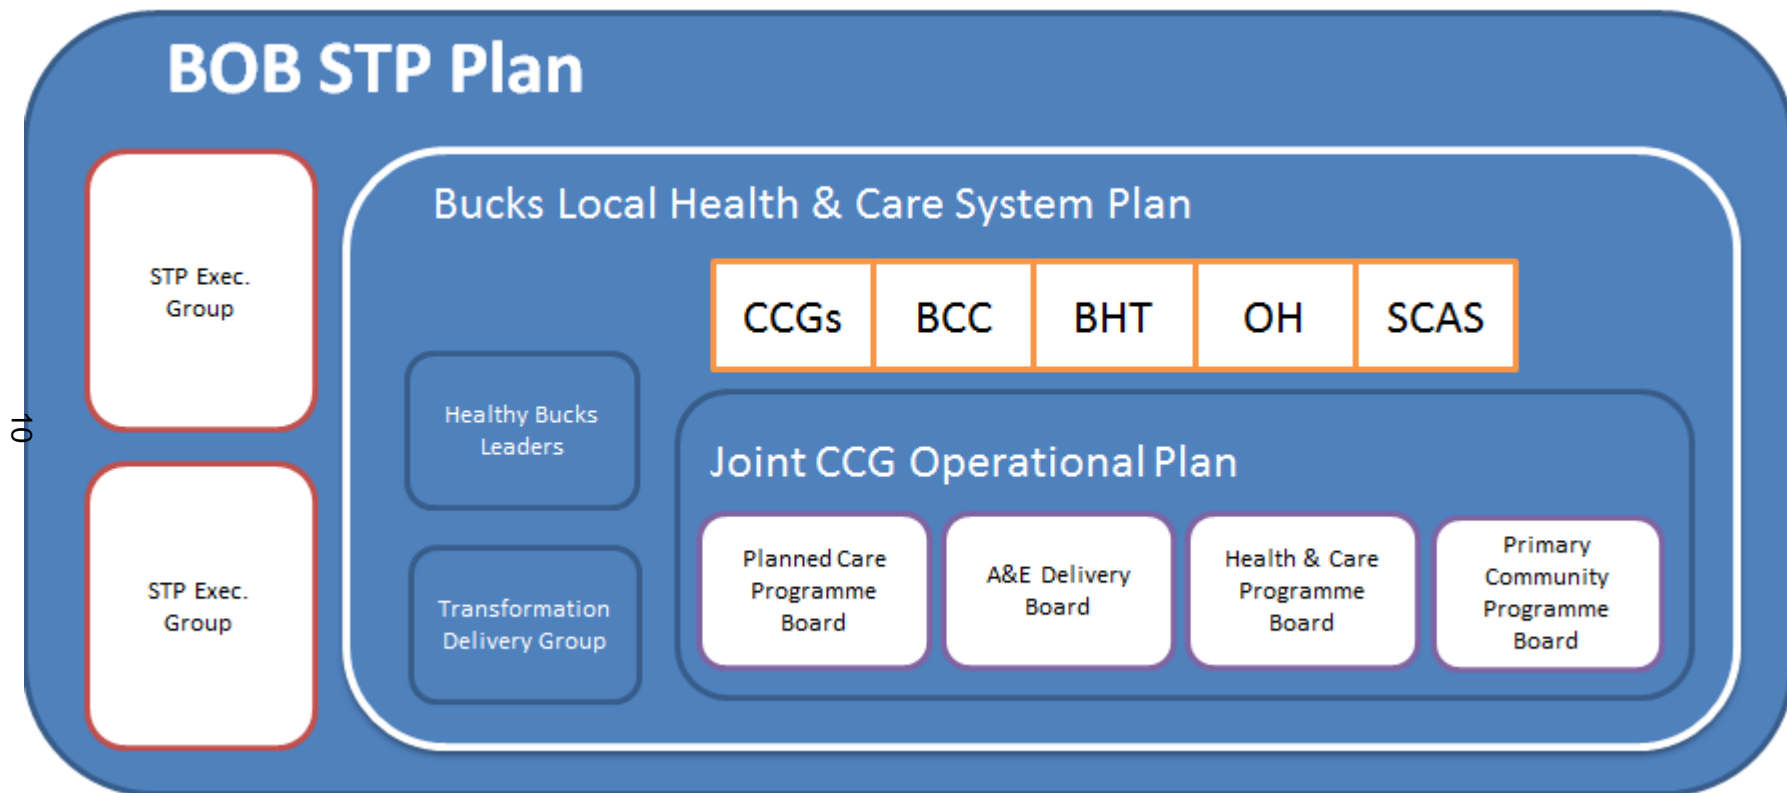 BOB STP Plan
STP Exec.
Group
STP Exec.
Group
Bucks Local Health & Care System Plan
CCGs BCC BHT OH SCAS
Healthy Bucks
Leaders
Transformation
Delivery Group
Joint CCG Operational Plan
Planned Care
Programme
Board
A&E Delivery
Board
Health & Care
Programme
Board
Primary
Community
Programme
Board
10